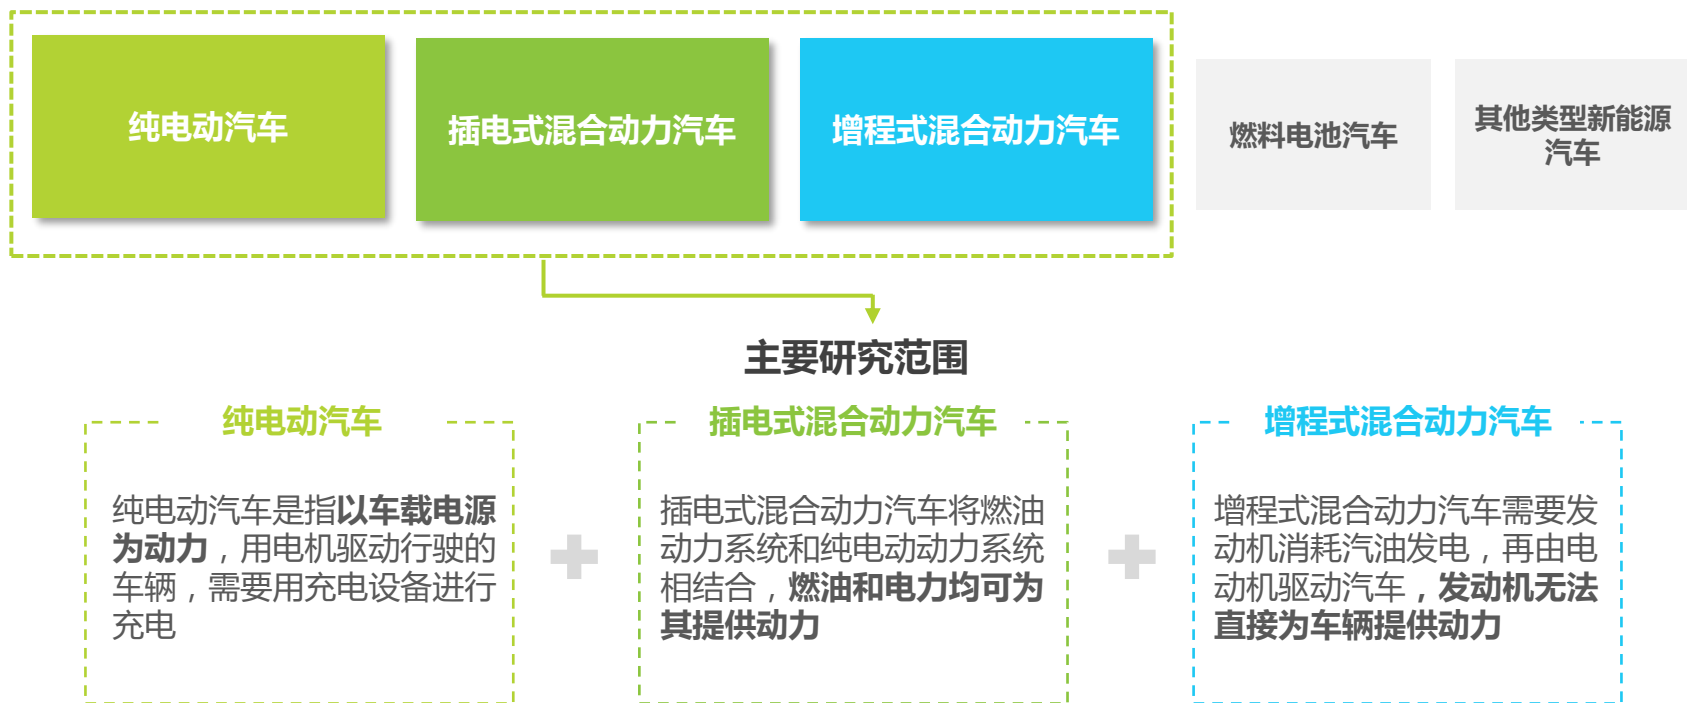 纯电动汽车
插电式混合动力汽车
增程式混合动力汽车
燃料电池汽车
其他类型新能源
汽车
主要研究范围
纯电动汽车
纯电动汽车是指以车载电源
为动力，用电机驱动行驶的
车辆，需要用充电设备进行
充电
插电式混合动力汽车
插电式混合动力汽车将燃油
动力系统和纯电动动力系统
相结合，燃油和电力均可为
其提供动力
增程式混合动力汽车
增程式混合动力汽车需要发
动机消耗汽油发电，再由电
动机驱动汽车，发动机无法
直接为车辆提供动力